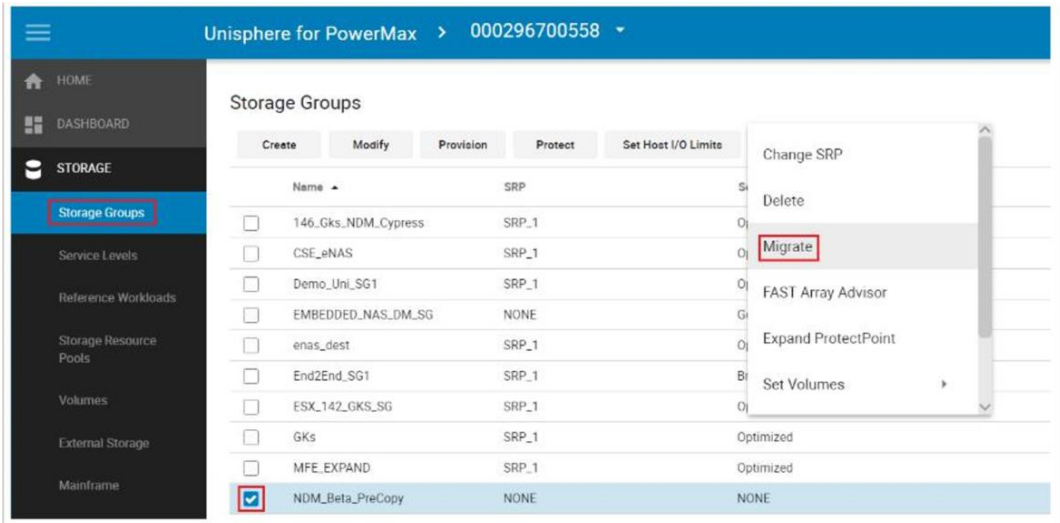 Unisphere for PowerMax > 000296700558
HOME
DASHBOARD
STORAGE
Storage Groups
Service Levels
Reference Workloads
Storage Resource
Pools
Volumes
External Storage
Mainframe
Storage Groups
Create Modify Provision Protect Set Host I/O Limits
Name SRP
146_Gks_NDM_Cypress SRP_1
CSE_eNAS SRP_1
Demo_Uni_SG1 SRP_1
EMBEDDED_NAS_DM_SG NONE
enas_dest SRP_1
End2End_SG1 SRP_1
ESX_142_GKS_SG SRP_1
GKs SRP_1 Optimized
MFE_EXPAND SRP_1 Optimized
NDM_Beta_PreCopy NONE NONE
Change SRP
Delete
Migrate
FAST Array Advisor
Expand ProtectPoint
Set Volumes